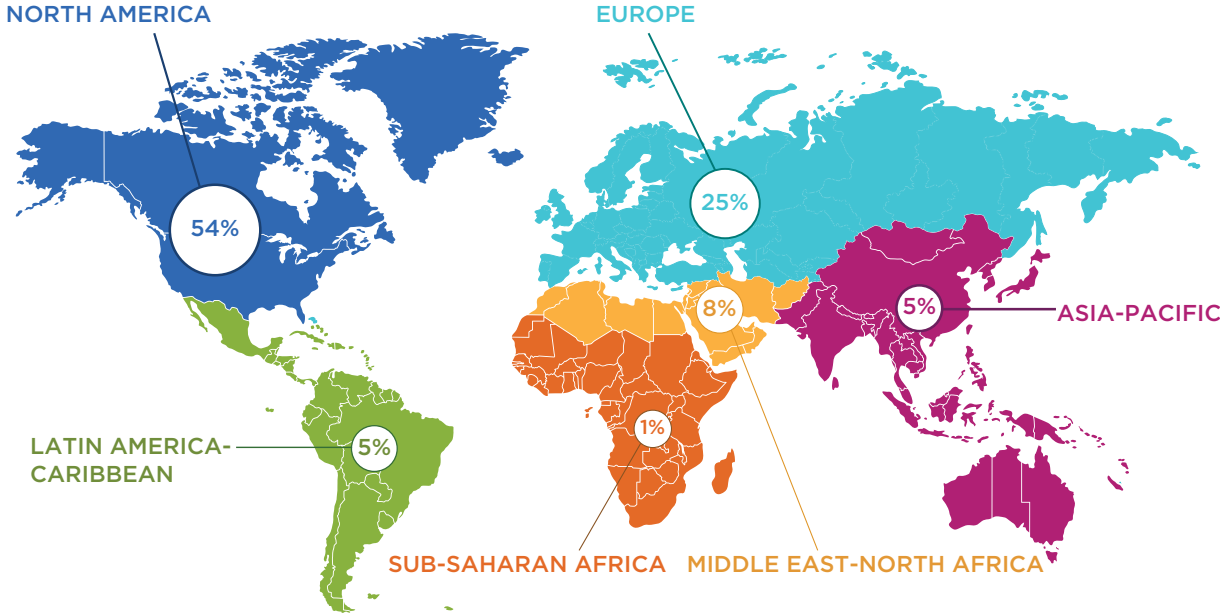 NORTH AMERICA
EUROPE
54%
25%
8%
5%
ASIA-PACIFIC
1%
LATIN AMERICA-
CARIBBEAN
5%
SUB-SAHARAN AFRICA
MIDDLE EAST-NORTH AFRICA